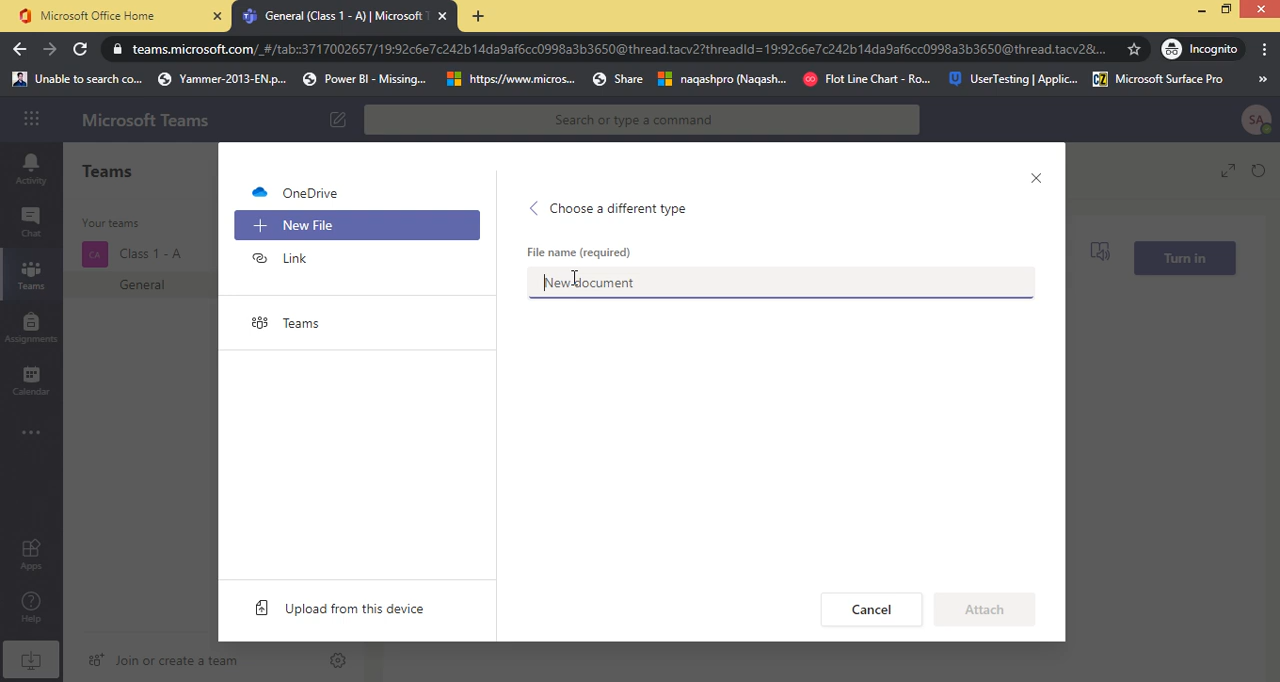 Microsoft Office Home
General (Class 1 - A) | Microsoft T
teams.microsoft.com/_#/tab::3717002657/19:92c6e7c242b14da9af6cc0998a3b3650@thread.tacv2?threadId=19:92c6e7c242b14da9af6cc0998a3b3650@thread.tacv2&...
Incognito
Unable to search co...
Yammer-2013-EN.p...
Power BI - Missing...
https://www.micros...
Share
naqashpro (Naqash...
Flot Line Chart - Ro...
UserTesting | Applic...
Microsoft Surface Pro
»
Microsoft Teams
Search or type a command
SA
Activity
Chat
Teams
Assignments
Calendar
Apps
Help
Teams
Your teams
CA
Class 1 - A
General
Join or create a team
OneDrive
New File
Link
Teams
Upload from this device
Choose a different type
File name (required)
New document
Cancel
Attach
Turn in